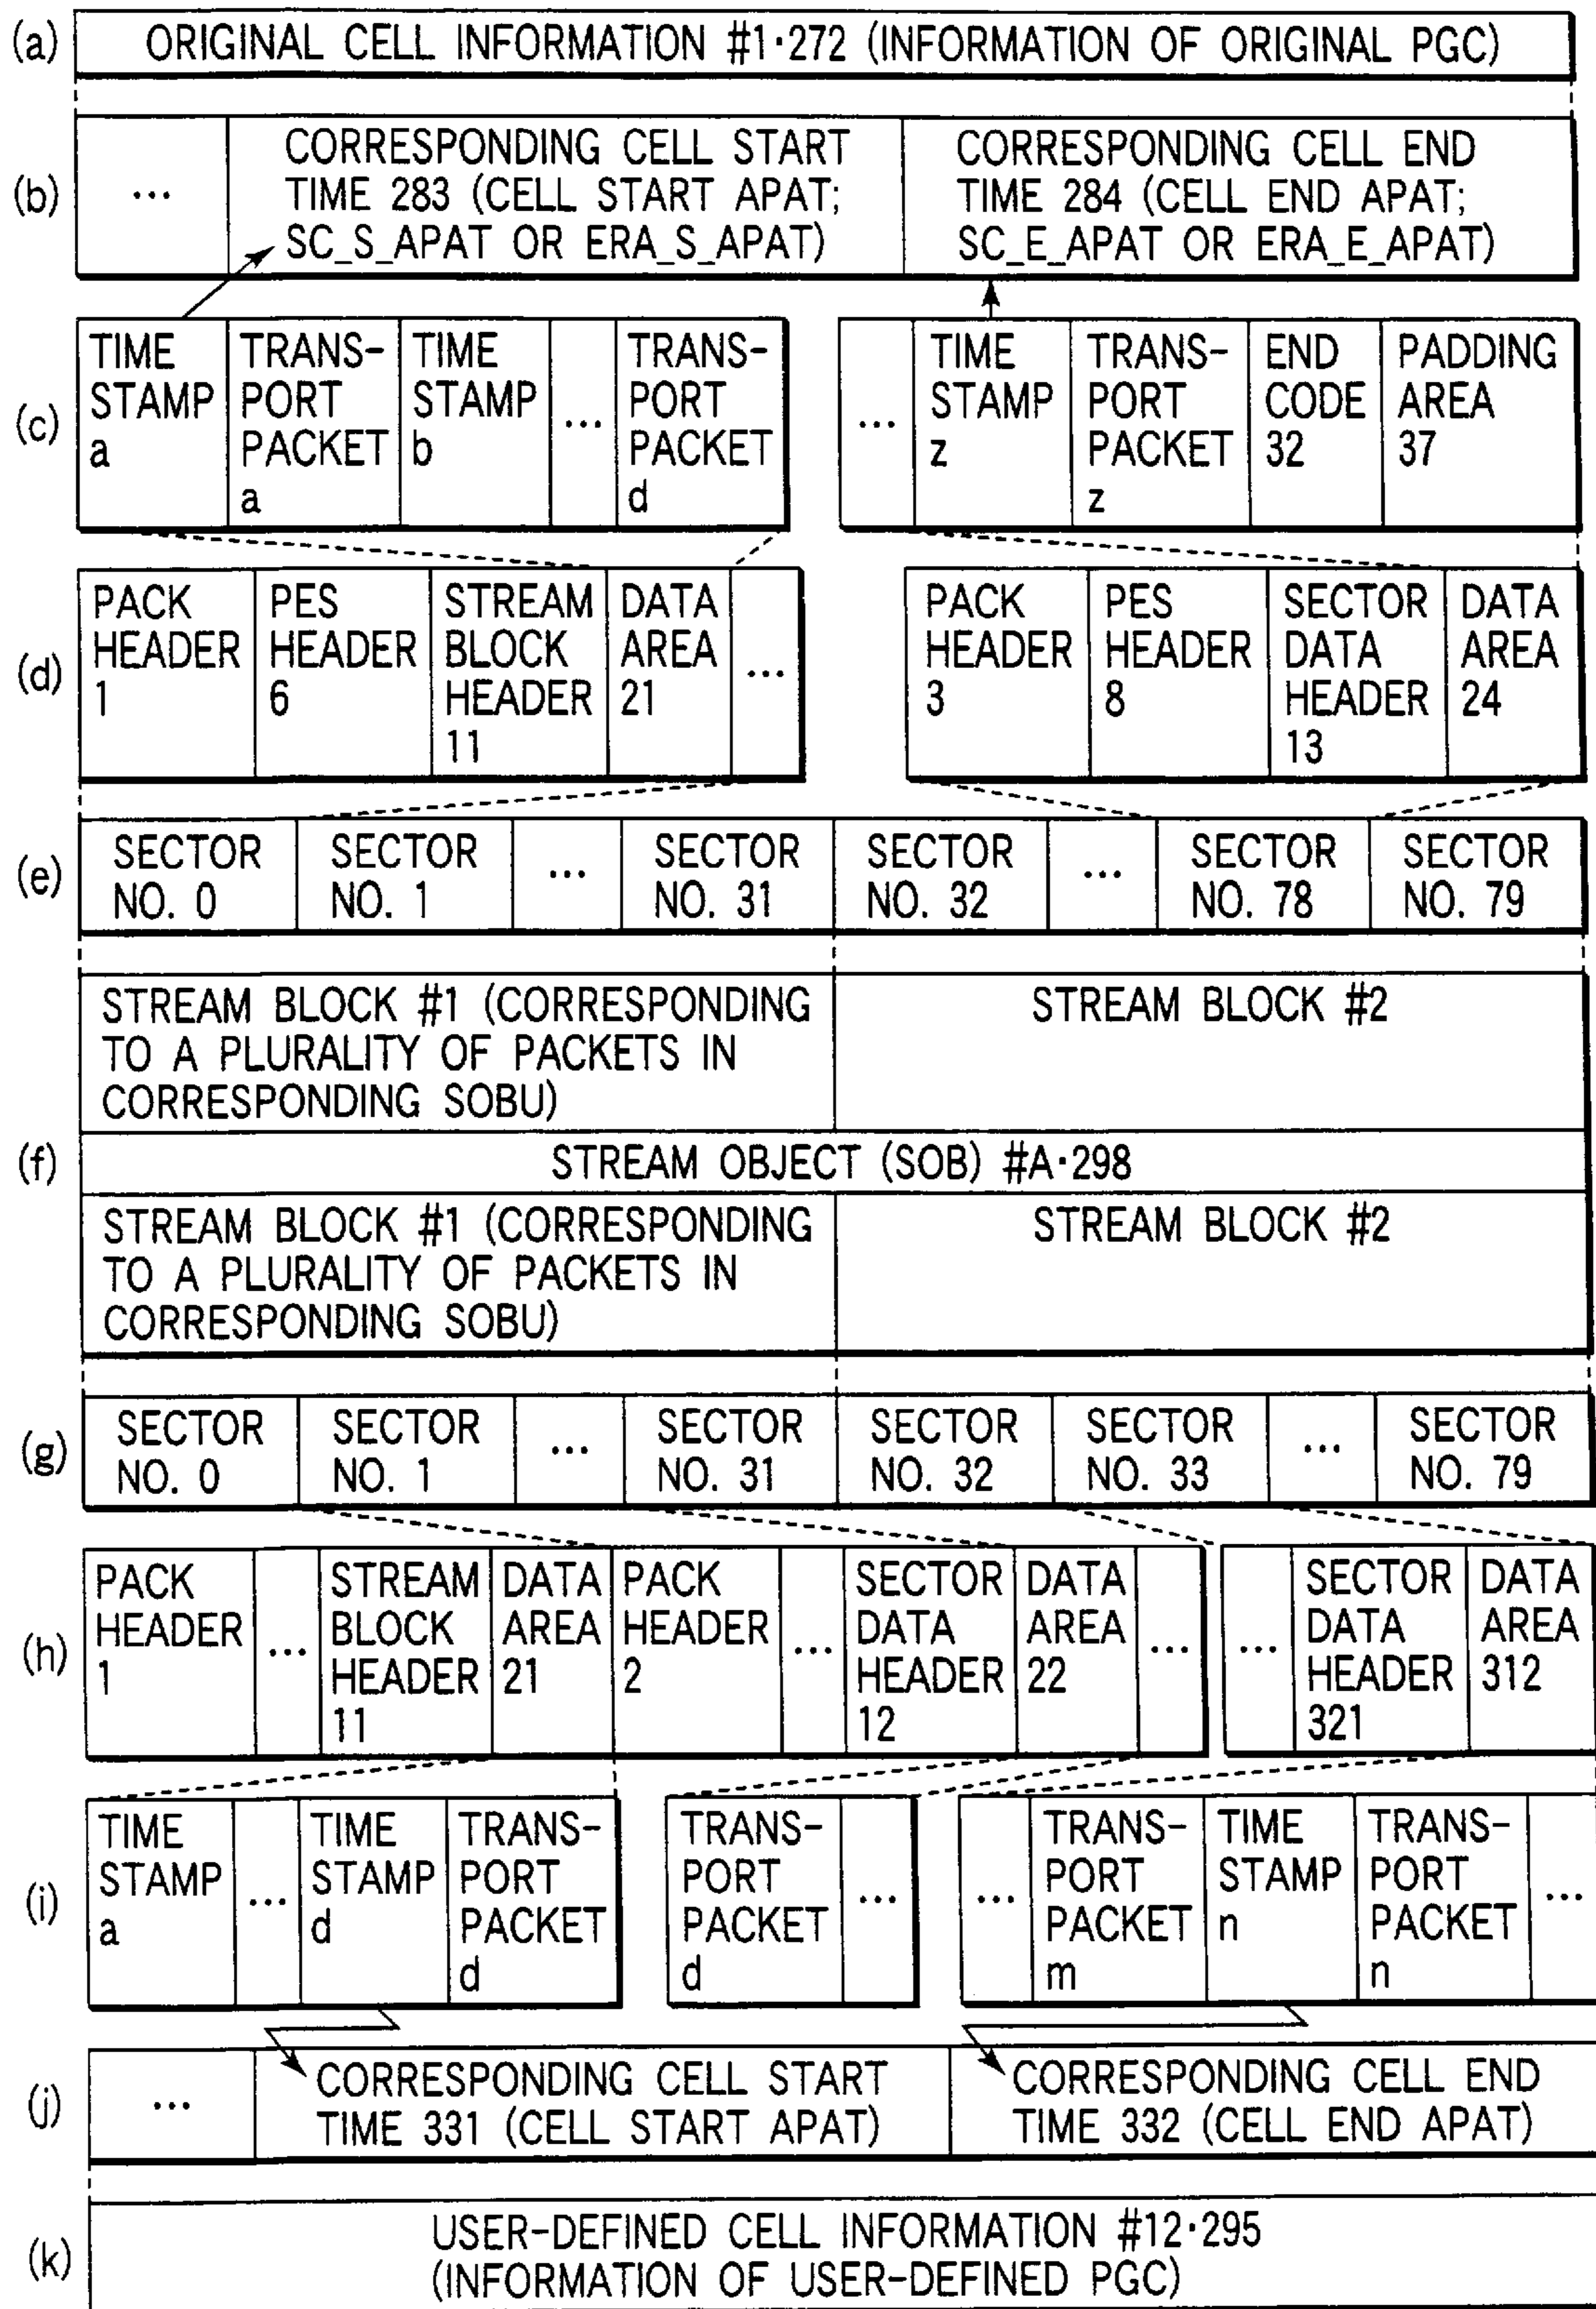 (a) ORIGINAL CELL INFORMATION #1·272 (INFORMATION OF ORIGINAL PGC)
(b)
...
CORRESPONDING CELL START
TIME 283 (CELL START APAT;
SC_S_APAT OR ERA_S_APAT)
CORRESPONDING CELL END
TIME 284 (CELL END APAT;
SC_E_APAT OR ERA_E_APAT)
(c)
TIME
STAMP
a
TRANS-
PORT
PACKET
a
TIME
STAMP
b
...
TRANS-
PORT
PACKET
d
...
TIME
STAMP
z
TRANS-
PORT
PACKET
z
END
CODE
32
PADDING
AREA
37
(d)
PACK
HEADER
1
PES
HEADER
6
STREAM
BLOCK
HEADER
11
DATA
AREA
21
...
PACK
HEADER
3
PES
HEADER
8
SECTOR
DATA
HEADER
13
DATA
AREA
24
(e)
SECTOR
NO. 0
SECTOR
NO. 1
...
SECTOR
NO. 31
SECTOR
NO. 32
...
SECTOR
NO. 78
SECTOR
NO. 79
(f)
STREAM BLOCK #1 (CORRESPONDING
TO A PLURALITY OF PACKETS IN
CORRESPONDING SOBU)
STREAM BLOCK #2
STREAM OBJECT (SOB) #A·298
STREAM BLOCK #1 (CORRESPONDING
TO A PLURALITY OF PACKETS IN
CORRESPONDING SOBU)
STREAM BLOCK #2
(g)
SECTOR
NO. 0
SECTOR
NO. 1
...
SECTOR
NO. 31
SECTOR
NO. 32
SECTOR
NO. 33
...
SECTOR
NO. 79
(h)
PACK
HEADER
1
...
STREAM
BLOCK
HEADER
11
DATA
AREA
21
PACK
HEADER
2
...
SECTOR
DATA
HEADER
12
DATA
AREA
22
...
...
SECTOR
DATA
HEADER
321
DATA
AREA
312
(i)
TIME
STAMP
a
...
TIME
STAMP
d
TRANS-
PORT
PACKET
d
TRANS-
PORT
PACKET
d
...
...
TRANS-
PORT
PACKET
m
TIME
STAMP
n
TRANS-
PORT
PACKET
n
...
(j)
...
CORRESPONDING CELL START
TIME 331 (CELL START APAT)
CORRESPONDING CELL END
TIME 332 (CELL END APAT)
(k)
USER-DEFINED CELL INFORMATION #12·295
(INFORMATION OF USER-DEFINED PGC)